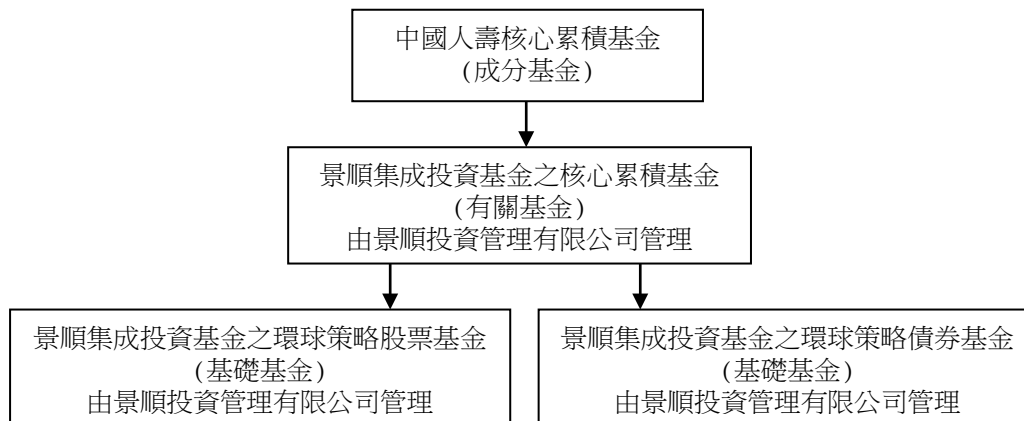 中國人壽核心累積基金
(成分基金)
景順集成投資基金之核心累積基金
(有關基金)
由景順投資管理有限公司管理
景順集成投資基金之環球策略股票基金
(基礎基金)
由景順投資管理有限公司管理
景順集成投資基金之環球策略債券基金
(基礎基金)
由景順投資管理有限公司管理